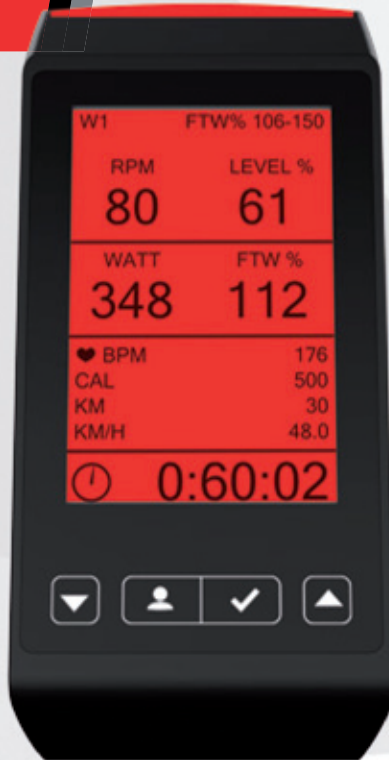 W1 FTW% 106-150
RPM LEVEL %
80 61
WATT FTW %
348 112
BPM 176
CAL 500
KM 30
KM/H 48.0
0:60:02